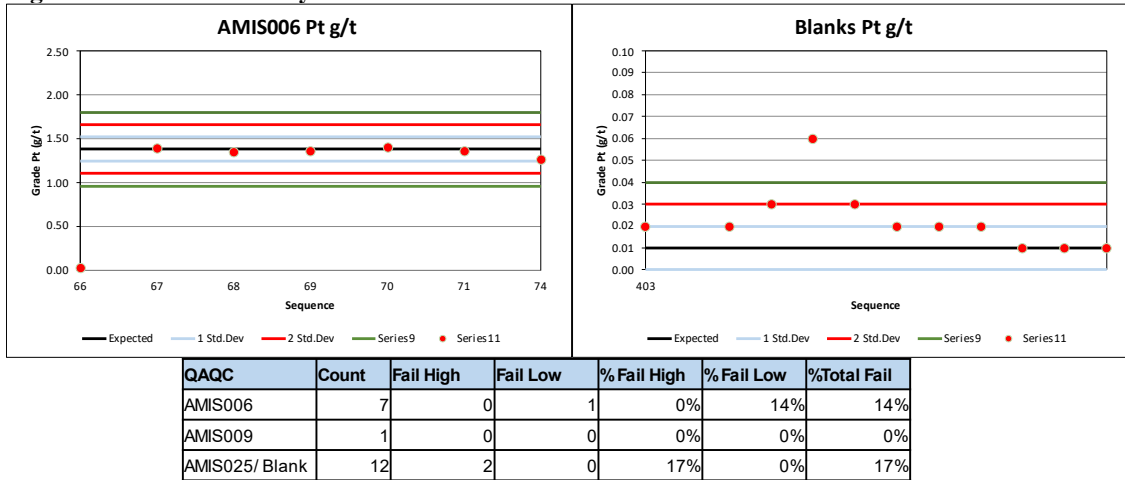 AMIS006 Pt g/t
2.50
2.00
1.50
1.00
0.50
0.00
Grade Pt (g/t)
66 67 68 69 70 71 74
Sequence
Expected 1 Std.Dev 2 Std.Dev Series9 Series11
Blanks Pt g/t
0.10
0.09
0.08
0.07
0.06
0.05
0.04
0.03
0.02
0.01
0.00
Grade Pt (g/t)
403
Sequence
Expected 1 Std.Dev 2 Std.Dev Series9 Series11
QAQC Count Fail High Fail Low % Fail High % Fail Low %Total Fail
AMIS006 7 0 1 0% 14% 14%
AMIS009 1 0 0 0% 0% 0%
AMIS025/ Blank 12 2 0 17% 0% 17%